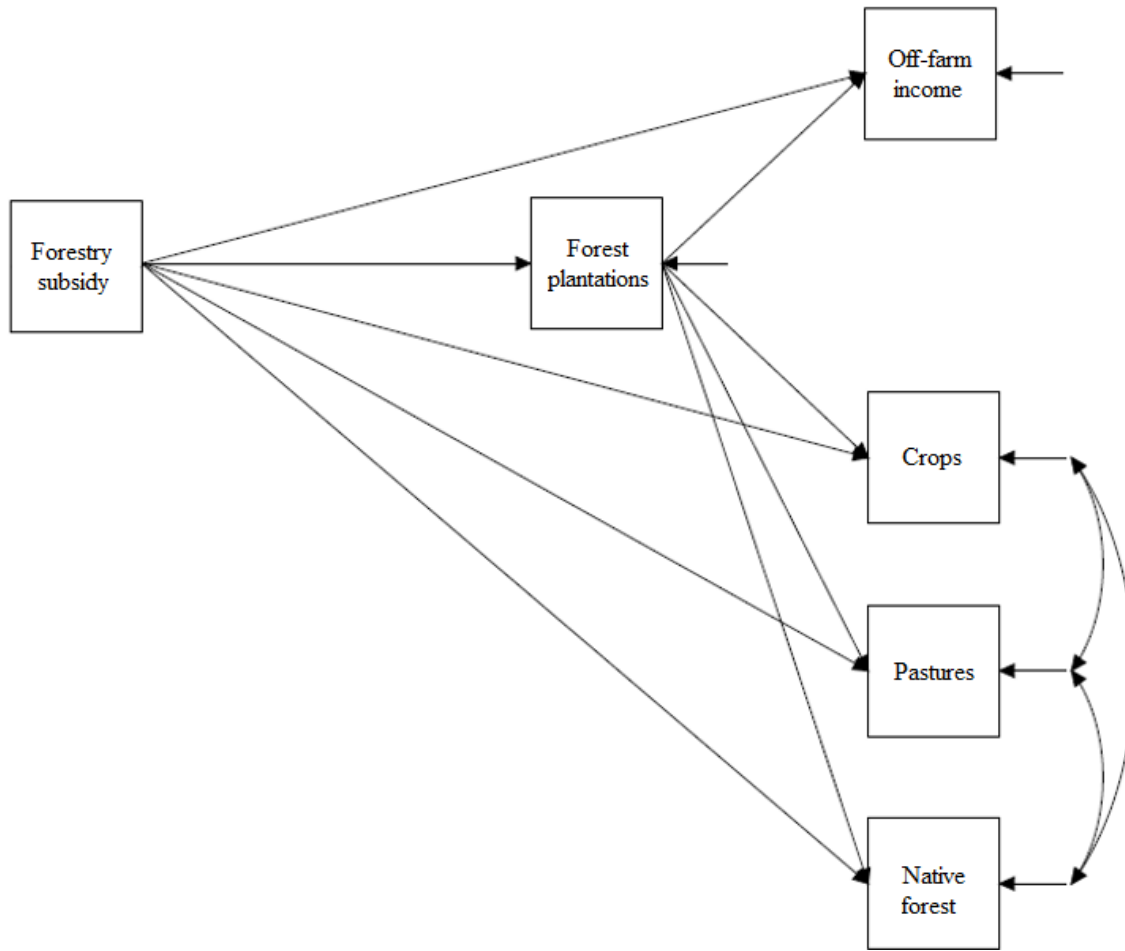 Off-farm
income
Forestry
subsidy
Forest
plantations
Crops
Pastures
Native
forest